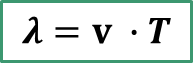 λ = v · T